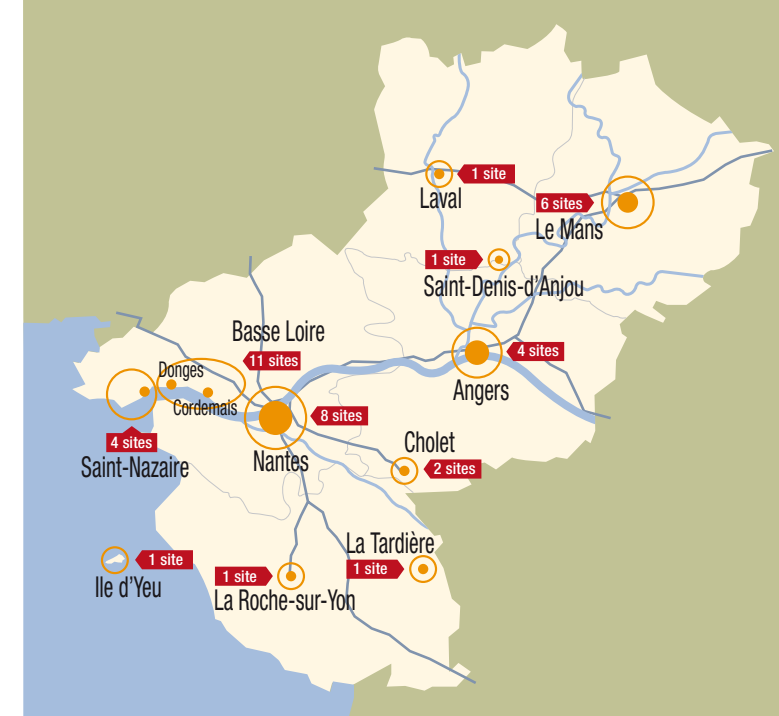 1 site
Laval
6 sites
Le Mans
1 site
Saint-Denis-d'Anjou
Basse Loire
11 sites
Donges
Cordemais
4 sites
Angers
4 sites
Saint-Nazaire
8 sites
Nantes
Cholet
2 sites
1 site
Ile d'Yeu
1 site
La Roche-sur-Yon
La Tardière
1 site